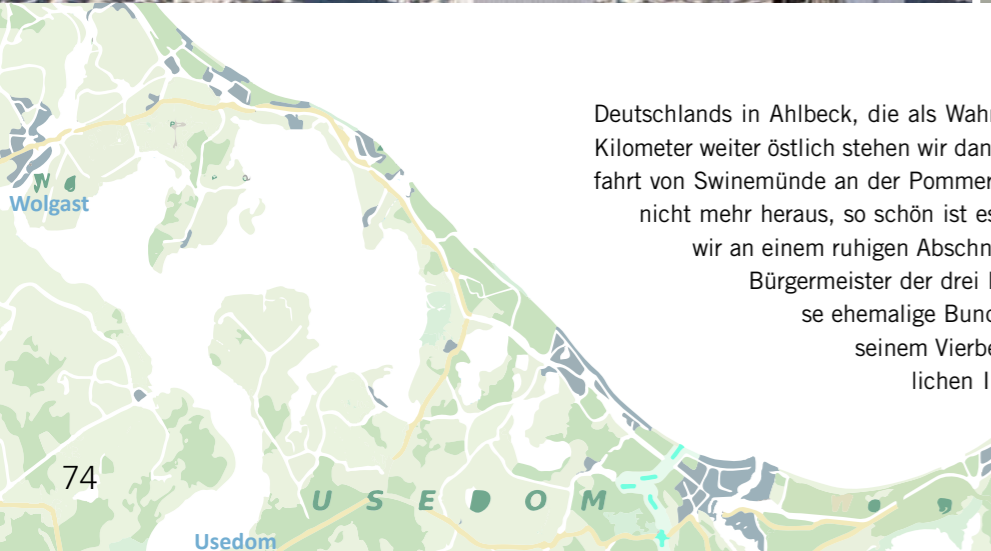 Deutschlands in Ahlbeck, die als Wahr
Kilometer weiter östlich stehen wir dan
fahrt von Swinemünde an der Pommer
nicht mehr heraus, so schön ist es
wir an einem ruhigen Abschn
Bürgermeister der drei
se ehemalige Bund
seinem Vierbe
lichen I
Wolgast
74
USEDOM
Usedom